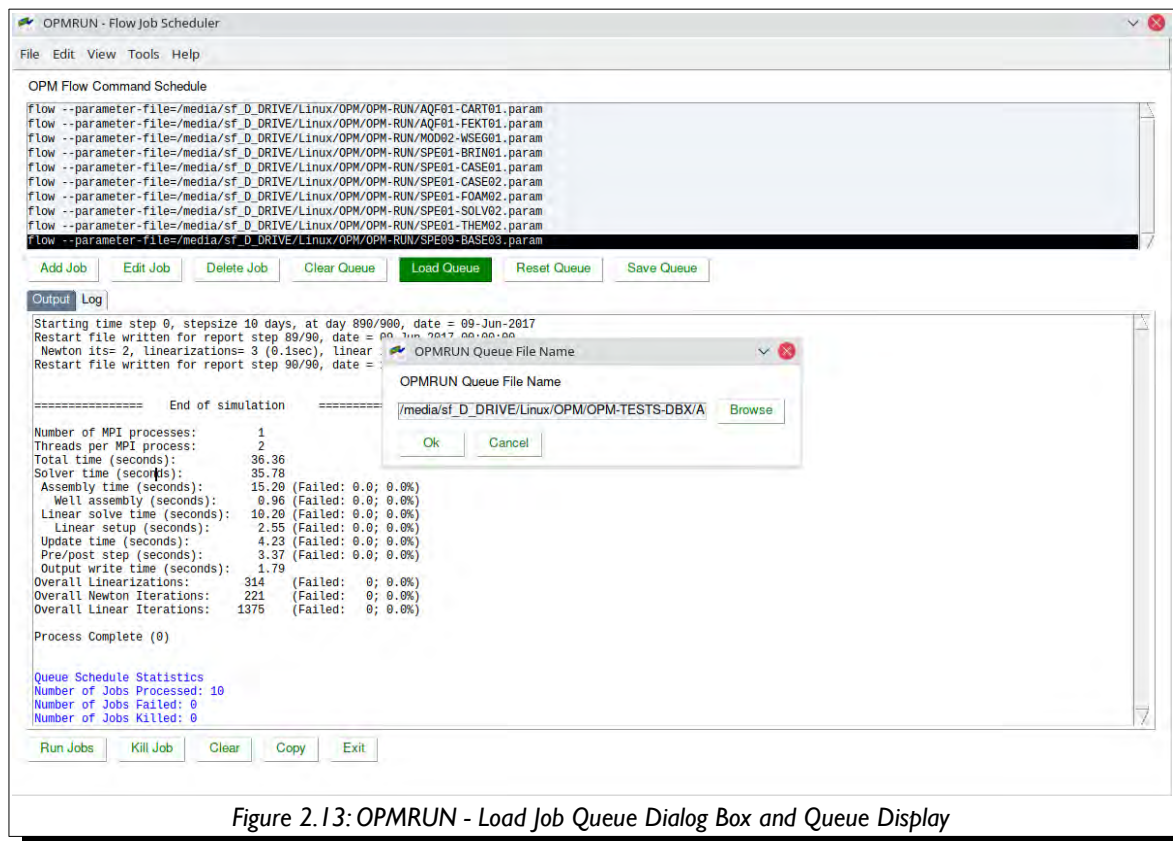 OPMRUN - Flow Job Scheduler
File Edit View Tools Help
OPM Flow Command Schedule
flow --parameter-file=/media/sf_D_DRIVE/Linux/OPM/OPM-RUN/AQF01-CART01.param
flow --parameter-file=/media/sf_D_DRIVE/Linux/OPM/OPM-RUN/AQF01-FEKT01.param
flow --parameter-file=/media/sf_D_DRIVE/Linux/OPM/OPM-RUN/MOD02-WSEG01.param
flow --parameter-file=/media/sf_D_DRIVE/Linux/OPM/OPM-RUN/SPE01-BRIN01.param
flow --parameter-file=/media/sf_D_DRIVE/Linux/OPM/OPM-RUN/SPE01-CASE01.param
flow --parameter-file=/media/sf_D_DRIVE/Linux/OPM/OPM-RUN/SPE01-CASE02.param
flow --parameter-file=/media/sf_D_DRIVE/Linux/OPM/OPM-RUN/SPE01-FOAM02.param
flow --parameter-file=/media/sf_D_DRIVE/Linux/OPM/OPM-RUN/SPE01-SOLV02.param
flow --parameter-file=/media/sf_D_DRIVE/Linux/OPM/OPM-RUN/SPE01-THEM02.param
flow --parameter-file=/media/sf_D_DRIVE/Linux/OPM/OPM-RUN/SPE09-BASE03.param
Add Job Edit Job Delete Job Clear Queue Load Queue Reset Queue Save Queue
Output Log
Starting time step 0, stepsize 10 days, at day 890/900, date = 09-Jun-2017
Restart file written for report step 89/90, date = 09-Jun-2017 00:00:00
Newton its= 2, linearizations= 3 (0.1sec), linear
Restart file written for report step 90/90, date =
================ End of simulation ==========
Number of MPI processes: 1
Threads per MPI process: 2
Total time (seconds): 36.36
Solver time (seconds): 35.78
Assembly time (seconds): 15.20 (Failed: 0.0; 0.0%)
Well assembly (seconds): 0.96 (Failed: 0.0; 0.0%)
Linear solve time (seconds): 10.20 (Failed: 0.0; 0.0%)
Linear setup (seconds): 2.55 (Failed: 0.0; 0.0%)
Update time (seconds): 4.23 (Failed: 0.0; 0.0%)
Pre/post step (seconds): 3.37 (Failed: 0.0; 0.0%)
Output write time (seconds): 1.79
Overall Linearizations: 314 (Failed: 0; 0.0%)
Overall Newton Iterations: 221 (Failed: 0; 0.0%)
Overall Linear Iterations: 1375 (Failed: 0; 0.0%)
Process Complete (0)
Queue Schedule Statistics
Number of Jobs Processed: 10
Number of Jobs Failed: 0
Number of Jobs Killed: 0
OPMRUN Queue File Name
OPMRUN Queue File Name
/media/sf_D_DRIVE/Linux/OPM/OPM-TESTS-DBX/A Browse
Ok Cancel
Run Jobs Kill Job Clear Copy Exit
Figure 2.13: OPMRUN - Load Job Queue Dialog Box and Queue Display